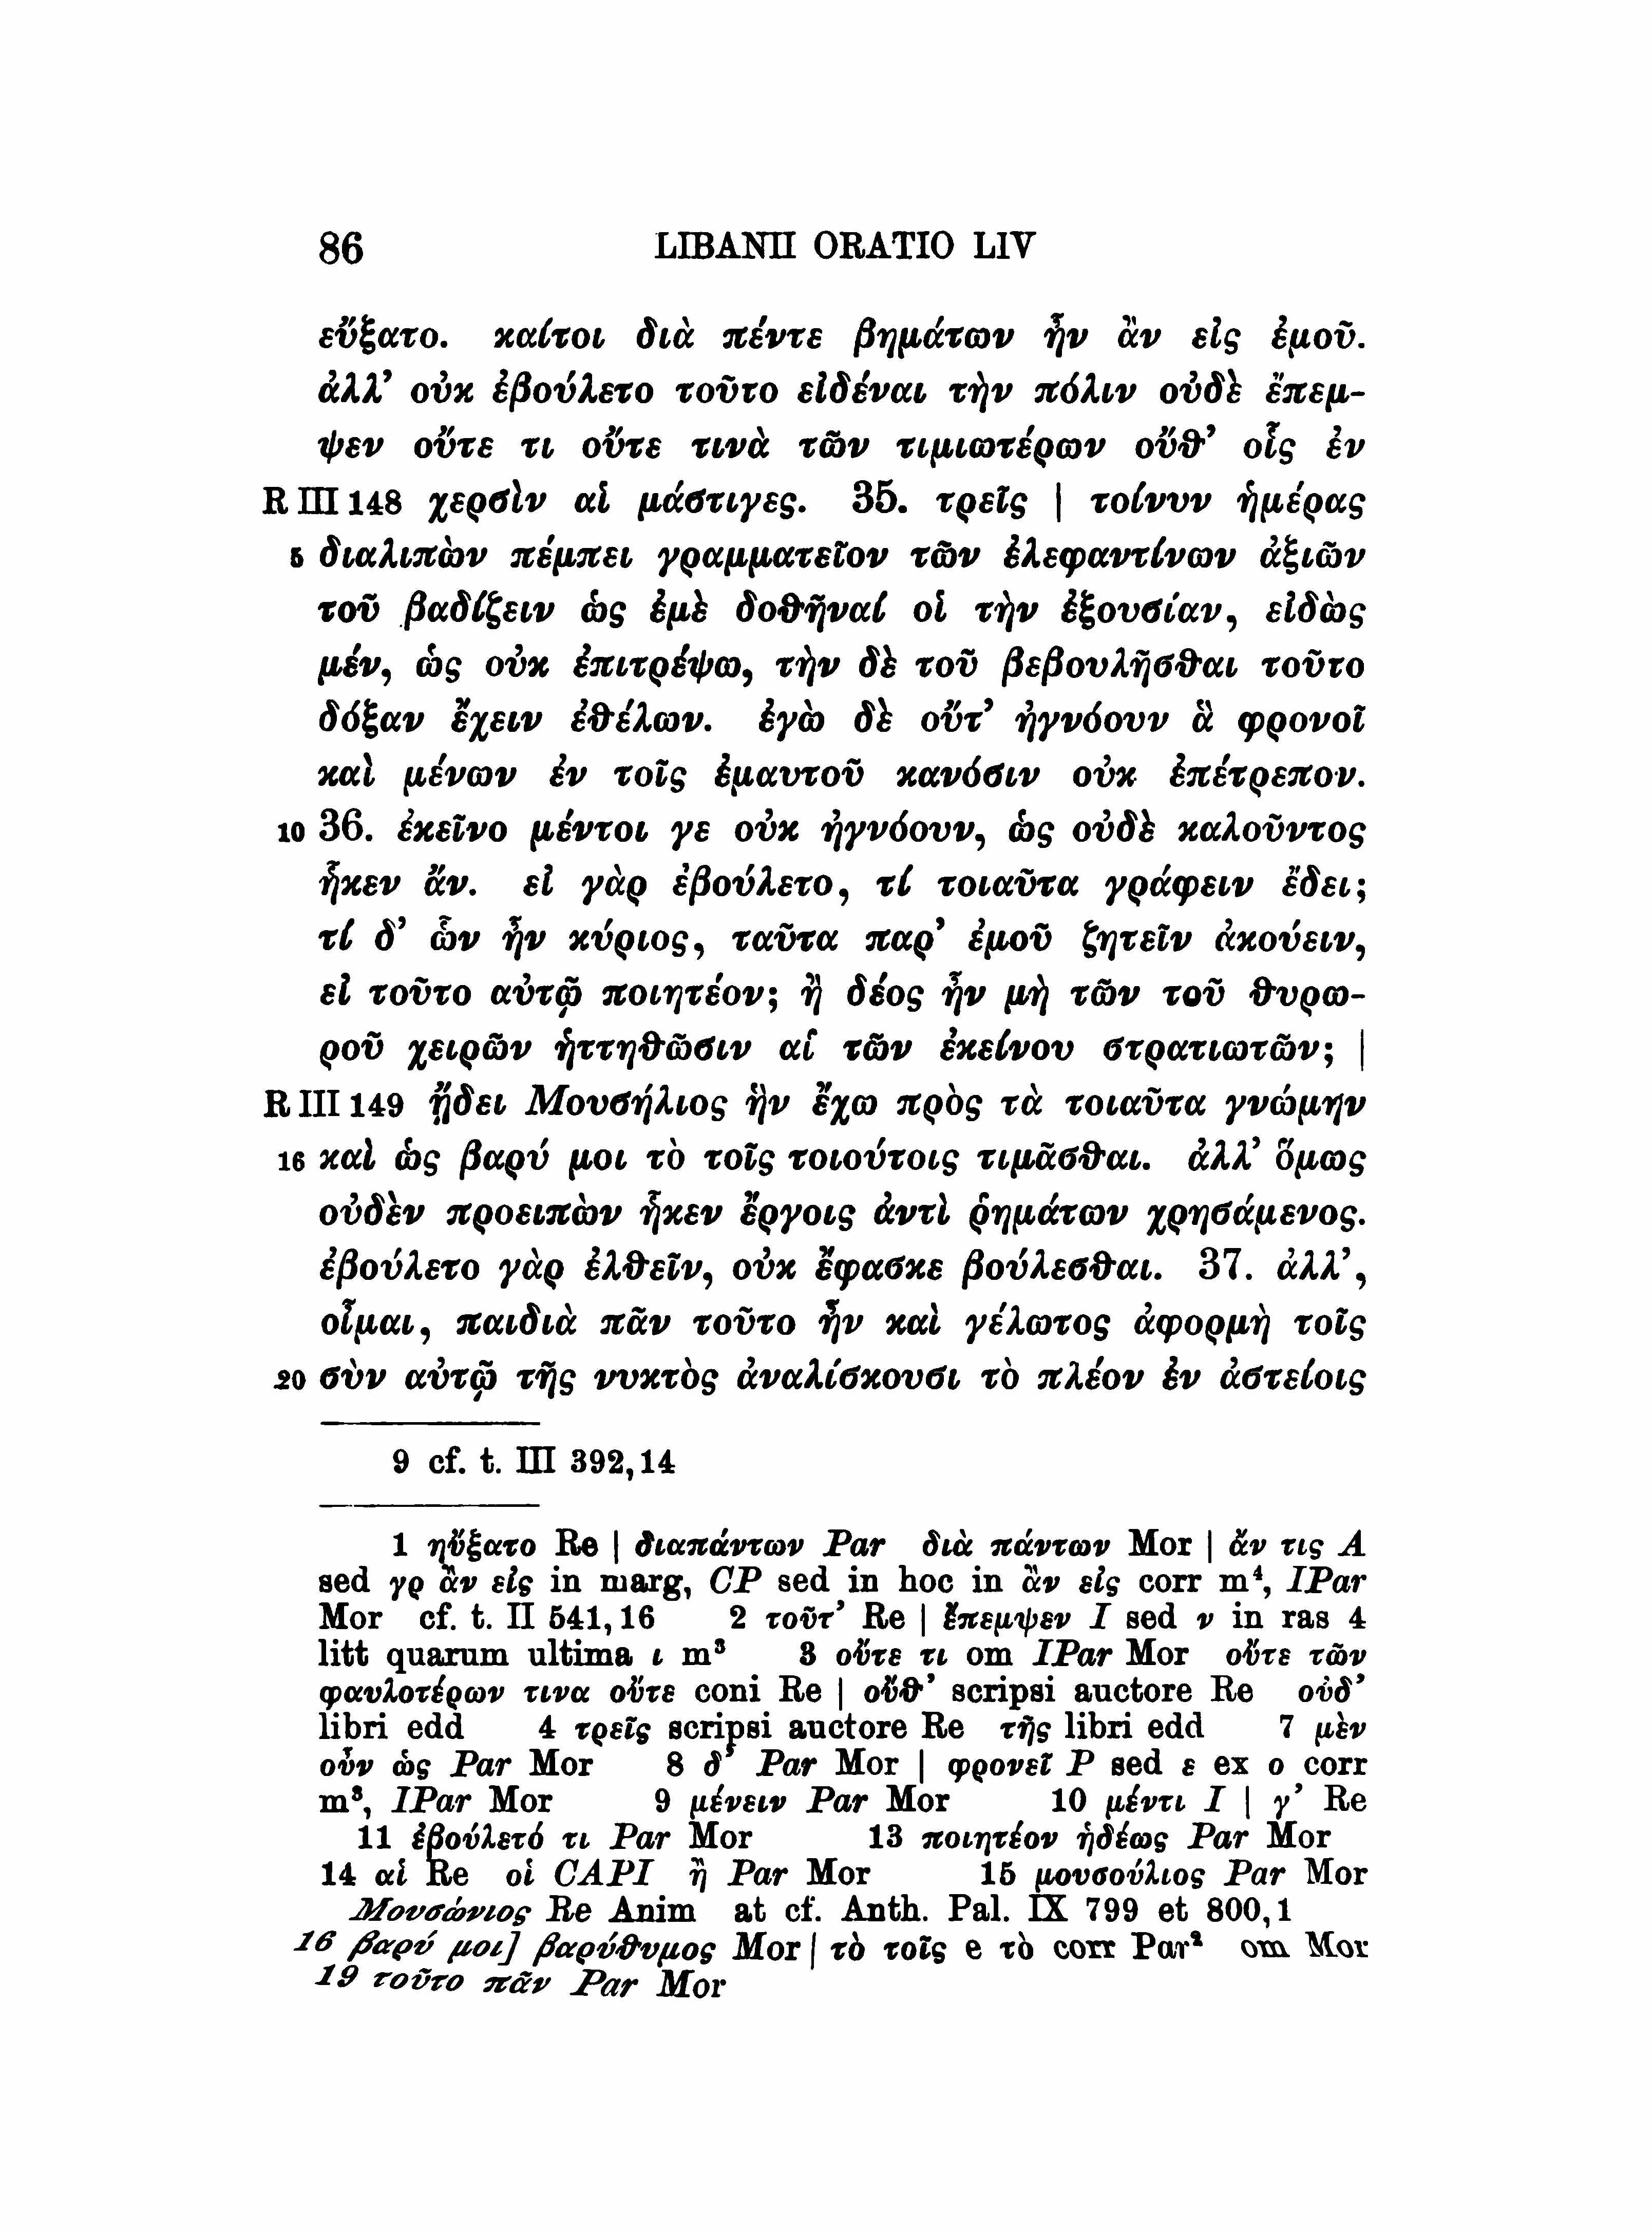 86 LIBANII ORATIO LIV
εὔξατο. καίτοι διὰ πέντε βημάτων ἦν ἂν εἰς ἐμοῦ.
ἀλλ’ οὐκ ἐβούλετο τοῦτο εἰδέναι τὴν πόλιν οὐδὲ ἔπεμ-
ψεν οὔτε τι οὔτε τινὰ τῶν τιμιωτέρων οὔθ’ οἷς ἐν
R III 148 χερσὶν αἱ μάστιγες. 35. τρεῖς | τοίνυν ἡμέρας
5 διαλιπὼν πέμπει γραμματεῖον τῶν ἐλεφαντίνων ἀξιῶν
τοῦ βαδίζειν ὡς ἐμὲ δοθῆναί οἱ τὴν ἐξουσίαν, εἰδὼς
μέν, ὡς οὐκ ἐπιτρέψω, τὴν δὲ τοῦ βεβουλῆσθαι τοῦτο
δόξαν ἔχειν ἐθέλων. ἐγὼ δὲ οὔτ’ ἠγνόουν ἃ φρονοῖ
καὶ μένων ἐν τοῖς ἐμαυτοῦ κανόσιν οὐκ ἐπέτρεπον.
10 36. ἐκεῖνο μέντοι γε οὐκ ἠγνόουν, ὡς οὐδὲ καλοῦντος
ἧκεν ἄν. εἰ γὰρ ἐβούλετο, τί τοιαῦτα γράφειν ἔδει;
τί δ’ ὧν ἦν κύριος, ταῦτα παρ’ ἐμοῦ ζητεῖν ἀκούειν,
εἰ τοῦτο αὐτῷ ποιητέον; ἢ δέος ἦν μὴ τῶν τοῦ θυρω-
ροῦ χειρῶν ἡττηθῶσιν αἱ τῶν ἐκείνου στρατιωτῶν; |
R III 149 ᾔδει Μουσήλιος ἣν ἔχω πρὸς τὰ τοιαῦτα γνώμην
16 καὶ ὡς βαρύ μοι τὸ τοῖς τοιούτοις τιμᾶσθαι. ἀλλ’ ὅμως
οὐδὲν προειπὼν ἧκεν ἔργοις ἀντὶ ῥημάτων χρησάμενος.
ἐβούλετο γὰρ ἐλθεῖν, οὐκ ἔφασκε βούλεσθαι. 37. ἀλλ’,
οἶμαι, παιδιὰ πᾶν τοῦτο ἦν καὶ γέλωτος ἀφορμὴ τοῖς
20 σὺν αὐτῷ τῆς νυκτὸς ἀναλίσκουσι τὸ πλέον ἐν ἀστείοις
9 cf. t. III 392,14
1 ηὔξατο Re | διαπάντων Par διὰ πάντων Mor | ἄν τις A
sed γρ ἂν εἰς in marg, CP sed in hoc in ἂν εἰς corr m⁴, IPar
Mor cf. t. II 541,16 2 τοῦτ’ Re | ἔπεμψεν I sed ν in ras 4
litt quarum ultima ι m³ 3 οὔτε τι om IPar Mor οὔτε τῶν
φαυλοτέρων τινα οὔτε coni Re | οὔθ’ scripsi auctore Re οὐδ’
libri edd 4 τρεῖς scripsi auctore Re τῆς libri edd 7 μὲν
οὖν ὡς Par Mor 8 δ’ Par Mor | φρονεῖ P sed ε ex ο corr
m³, IPar Mor 9 μένειν Par Mor 10 μέντι I | γ’ Re
11 ἐβούλετό τι Par Mor 13 ποιητέον ἡδέως Par Mor
14 αἱ Re οἱ CAPI ἢ Par Mor 15 μουσούλιος Par Mor
Μουσώνιος Re Anim at cf. Anth. Pal. IX 799 et 800,1
16 βαρύ μοι] βαρύθυμος Mor | τὸ τοῖς e τὸ corr Par² om Mor
19 τοῦτο πᾶν Par Mor